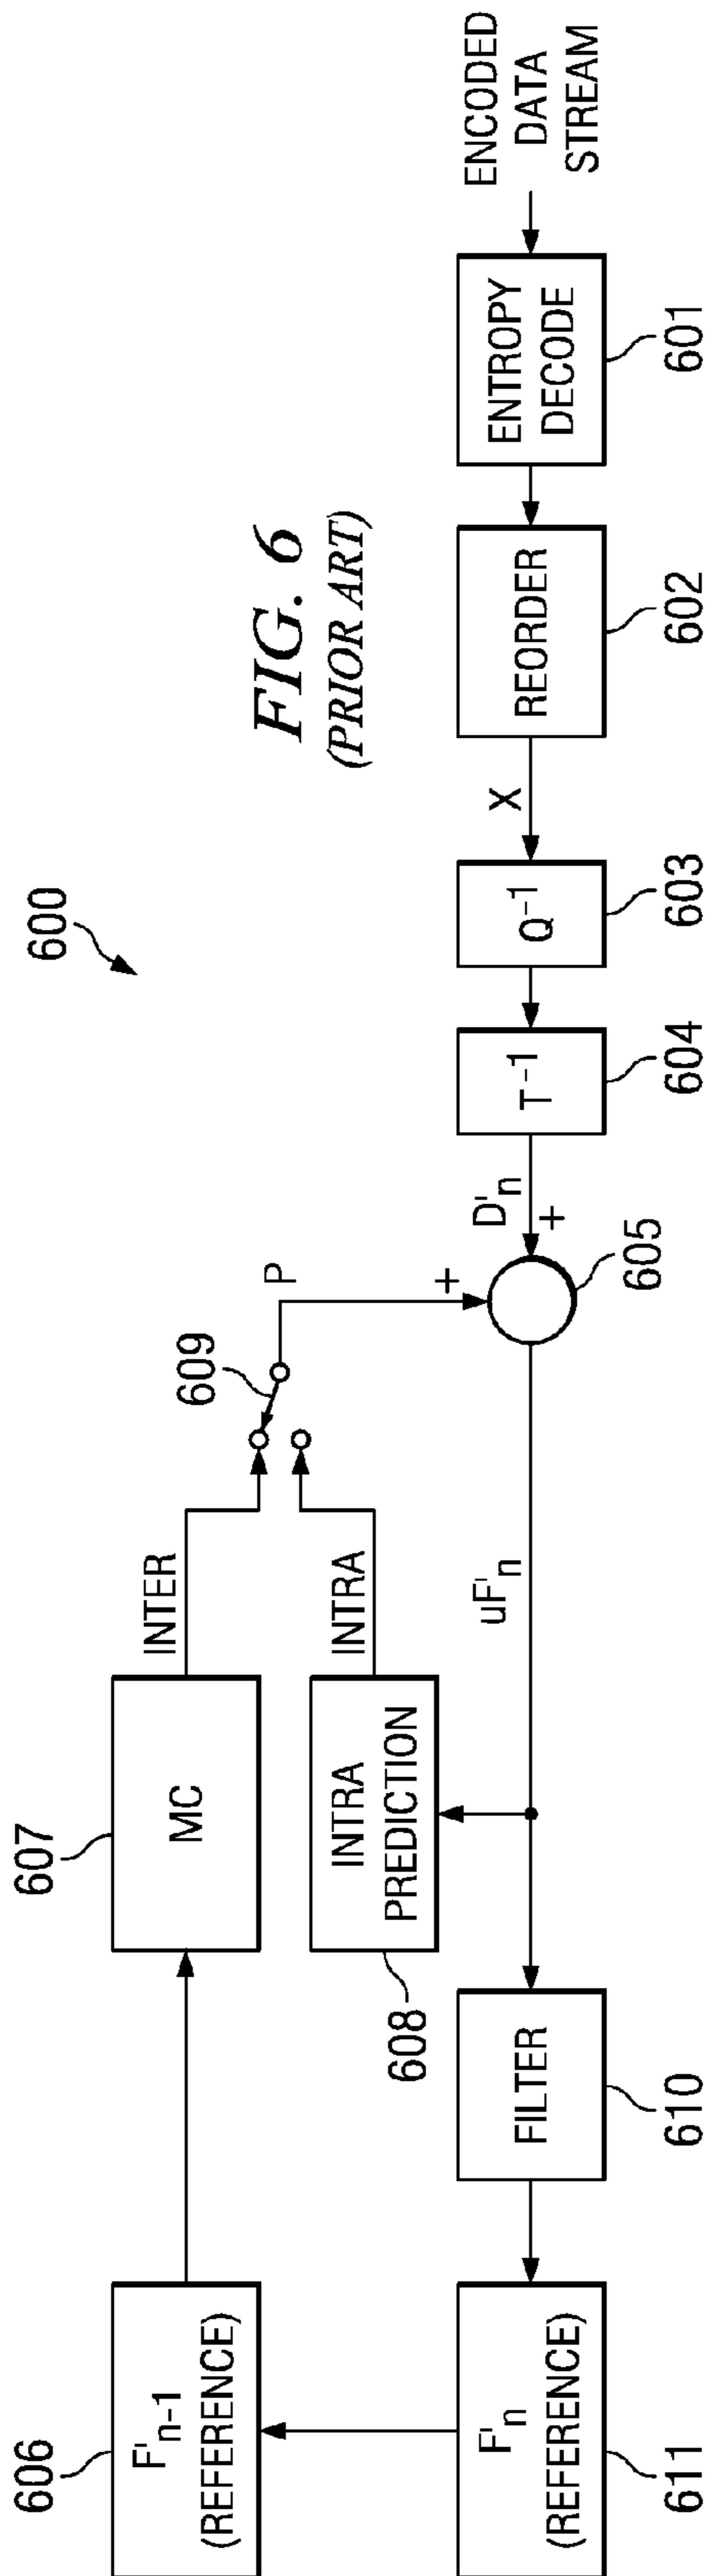 600
606
F'n-1
(REFERENCE)
607
MC
INTER
609
P
+
608
INTRA
PREDICTION
INTRA
FIG. 6
(PRIOR ART)
611
F'n
(REFERENCE)
FILTER
610
uF'n
605
D'n
+
T-1
604
Q-1
603
X
REORDER
602
ENTROPY
DECODE
601
ENCODED
DATA
STREAM